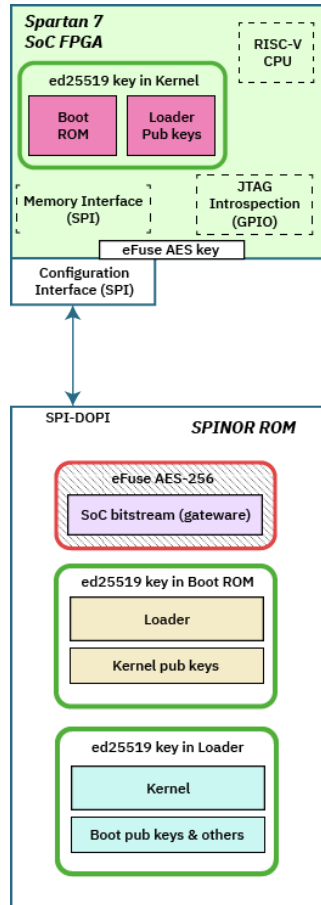 Spartan 7
SoC FPGA
RISC-V
CPU
ed25519 key in Kernel
Boot
ROM
Loader
Pub keys
Memory Interface
(SPI)
JTAG
Introspection
(GPIO)
eFuse AES key
Configuration
Interface (SPI)
SPI-DOPI
SPINOR ROM
eFuse AES-256
SoC bitstream (gateware)
ed25519 key in Boot ROM
Loader
Kernel pub keys
ed25519 key in Loader
Kernel
Boot pub keys & others